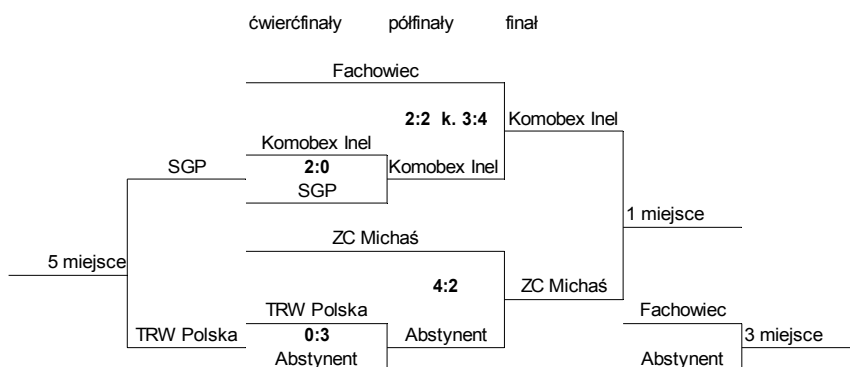 ćwierćfinały półfinały finał
Fachowiec
2:2 k. 3:4 Komobex Inel
Komobex Inel
SGP 2:0 Komobex Inel
SGP
1 miejsce
ZC Michaś
5 miejsce
4:2 ZC Michaś
TRW Polska Fachowiec
TRW Polska 0:3 Abstynent 3 miejsce
Abstynent Abstynent